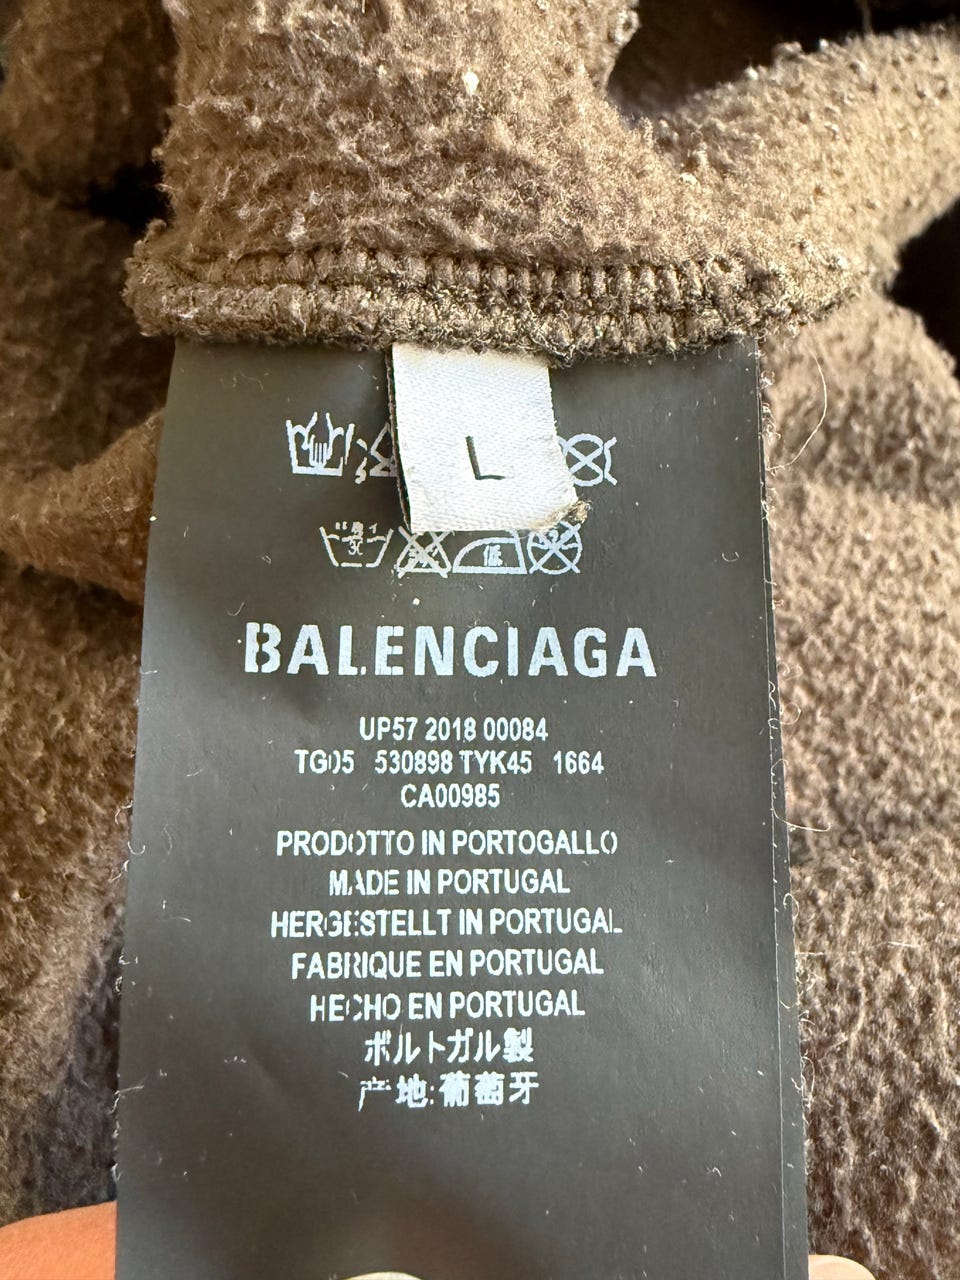 L
低
BALENCIAGA
UP57 2018 00084
TG05 530898 TYK45 1664
CA00985
PRODOTTO IN PORTOGALLO
MADE IN PORTUGAL
HERGESTELLT IN PORTUGAL
FABRIQUE EN PORTUGAL
HECHO EN PORTUGAL
ポルトガル製
产地:葡萄牙